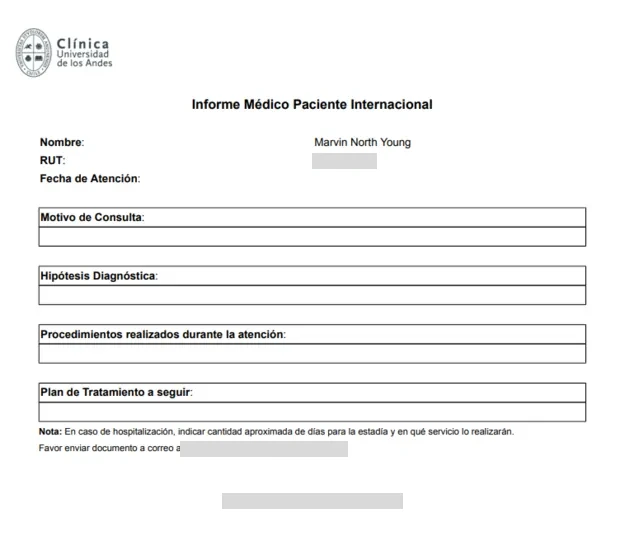 Clínica
Universidad
de los Andes
Informe Médico Paciente Internacional
Nombre: Marvin North Young
RUT:
Fecha de Atención:
Motivo de Consulta:
Hipótesis Diagnóstica:
Procedimientos realizados durante la atención:
Plan de Tratamiento a seguir:
Nota: En caso de hospitalización, indicar cantidad aproximada de días para la estadía y en qué servicio lo realizarán.
Favor enviar documento a correo a